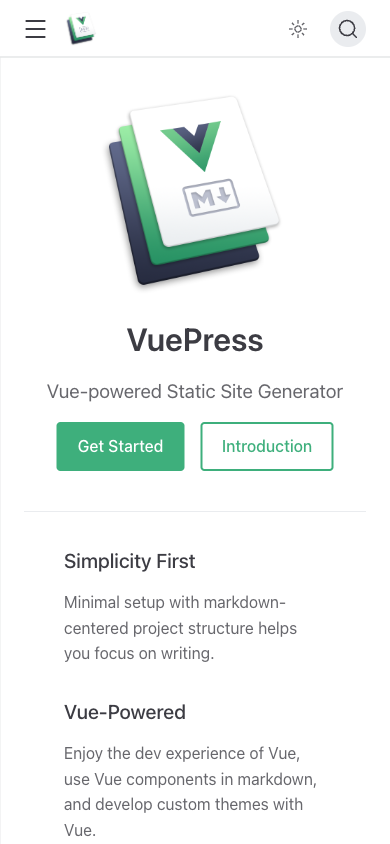 M
VuePress
Vue-powered Static Site Generator
Get Started
Introduction
Simplicity First
Minimal setup with markdown-
centered project structure helps
you focus on writing.
Vue-Powered
Enjoy the dev experience of Vue,
use Vue components in markdown,
and develop custom themes with
Vue.